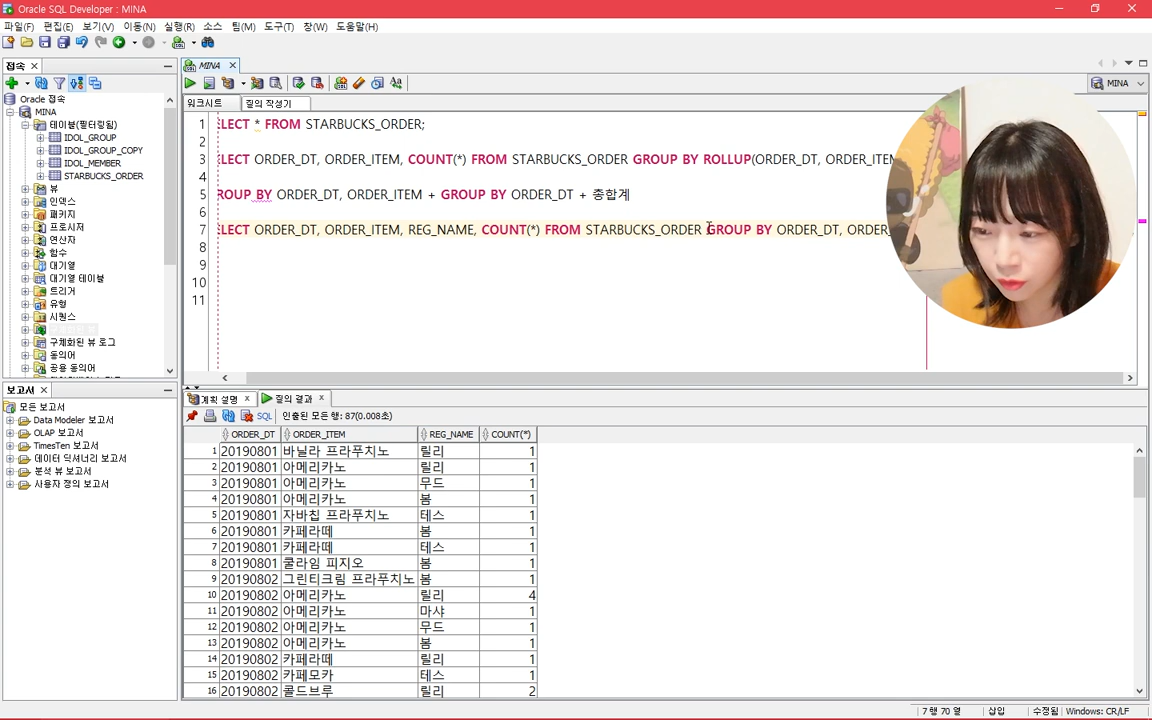 Oracle SQL Developer : MINA
파일(F) 편집(E) 보기(V) 이동(N) 실행(R) 소스 팀(M) 도구(T) 창(W) 도움말(H)
접속
Oracle 접속
MINA
테이블(필터링됨)
IDOL_GROUP
IDOL_GROUP_COPY
IDOL_MEMBER
STARBUCKS_ORDER
뷰
인덱스
패키지
프로시저
연산자
함수
대기열
대기열 테이블
트리거
유형
시퀀스
구체화된 뷰
구체화된 뷰 로그
동의어
공용 동의어
보고서
모든 보고서
Data Modeler 보고서
OLAP 보고서
TimesTen 보고서
데이터 딕셔너리 보고서
분석 뷰 보고서
사용자 정의 보고서
MINA
MINA
워크시트 질의 작성기
1 LECT * FROM STARBUCKS_ORDER;
2
3 LECT ORDER_DT, ORDER_ITEM, COUNT(*) FROM STARBUCKS_ORDER GROUP BY ROLLUP(ORDER_DT, ORDER_ITEM
4
5 ROUP BY ORDER_DT, ORDER_ITEM + GROUP BY ORDER_DT + 총합계
6
7 LECT ORDER_DT, ORDER_ITEM, REG_NAME, COUNT(*) FROM STARBUCKS_ORDER GROUP BY ORDER_DT, ORDER_
8
9
10
11
계획 설명 질의 결과
SQL 인출된 모든 행: 87(0.008초)
ORDER_DT ORDER_ITEM REG_NAME COUNT(*)
1 20190801 바닐라 프라푸치노 릴리 1
2 20190801 아메리카노 릴리 1
3 20190801 아메리카노 무드 1
4 20190801 아메리카노 봄 1
5 20190801 자바칩 프라푸치노 테스 1
6 20190801 카페라떼 봄 1
7 20190801 카페라떼 테스 1
8 20190801 쿨라임 피지오 봄 1
9 20190802 그린티크림 프라푸치노 봄 1
10 20190802 아메리카노 릴리 4
11 20190802 아메리카노 마샤 1
12 20190802 아메리카노 무드 1
13 20190802 아메리카노 봄 1
14 20190802 카페라떼 릴리 1
15 20190802 카페모카 테스 1
16 20190802 콜드브루 릴리 2
7 행 70 열 삽입 수정됨 Windows: CR/LF